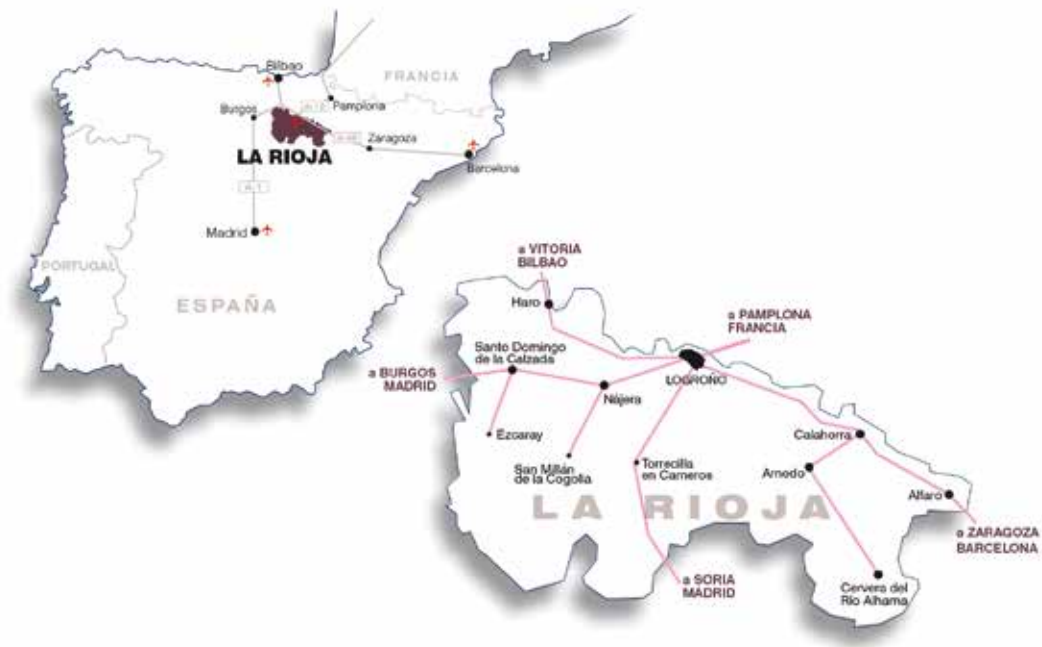 Bilbao
FRANCIA
Burgos
Pamplona
Zaragoza
LA RIOJA
Barcelona
A 1
Madrid
PORTUGAL
ESPAÑA
a VITORIA
BILBAO
Haro
a PAMPLONA
FRANCIA
Santo Domingo
de la Calzada
a BURGOS
MADRID
LOGROÑO
Nájera
Ezcaray
Calahorra
San Millán
de la Cogolla
Torrecilla
en Cameros
Arnedo
Alfaro
LA RIOJA
a ZARAGOZA
BARCELONA
a SORIA
MADRID
Cervera del
Río Alhama